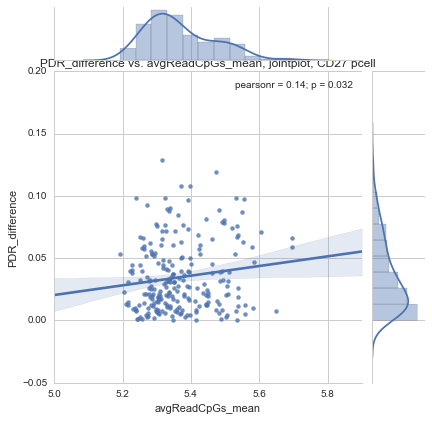 PDR_difference vs. avgReadCpGs_mean, jointplot, CD27 pcell
pearsonr = 0.14; p = 0.032
0.20
0.15
0.10
0.05
0.00
−0.05
PDR_difference
5.0 5.2 5.4 5.6 5.8
avgReadCpGs_mean